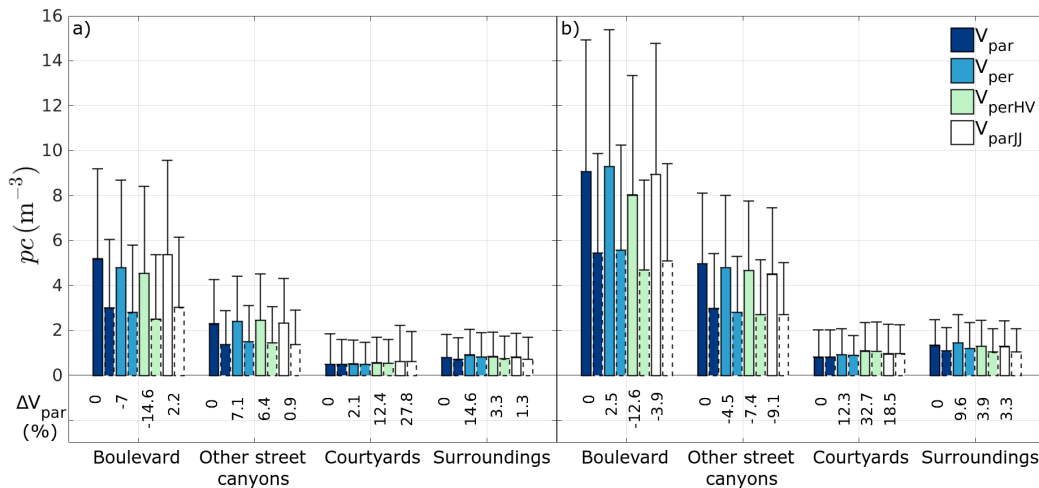 16
14
12
10
8
6
4
2
0
pc (m⁻³)
a)
b)
V_par
V_per
V_perHV
V_parJJ
ΔV_par
(%)
0 -7 -14.6 2.2 0 7.1 6.4 0.9 0 2.1 12.4 27.8 0 14.6 3.3 1.3
0 2.5 -12.6 -3.9 0 -4.5 -7.4 -9.1 0 12.3 32.7 18.5 0 9.6 3.9 3.3
Boulevard
Other street
canyons
Courtyards
Surroundings
Boulevard
Other street
canyons
Courtyards
Surroundings